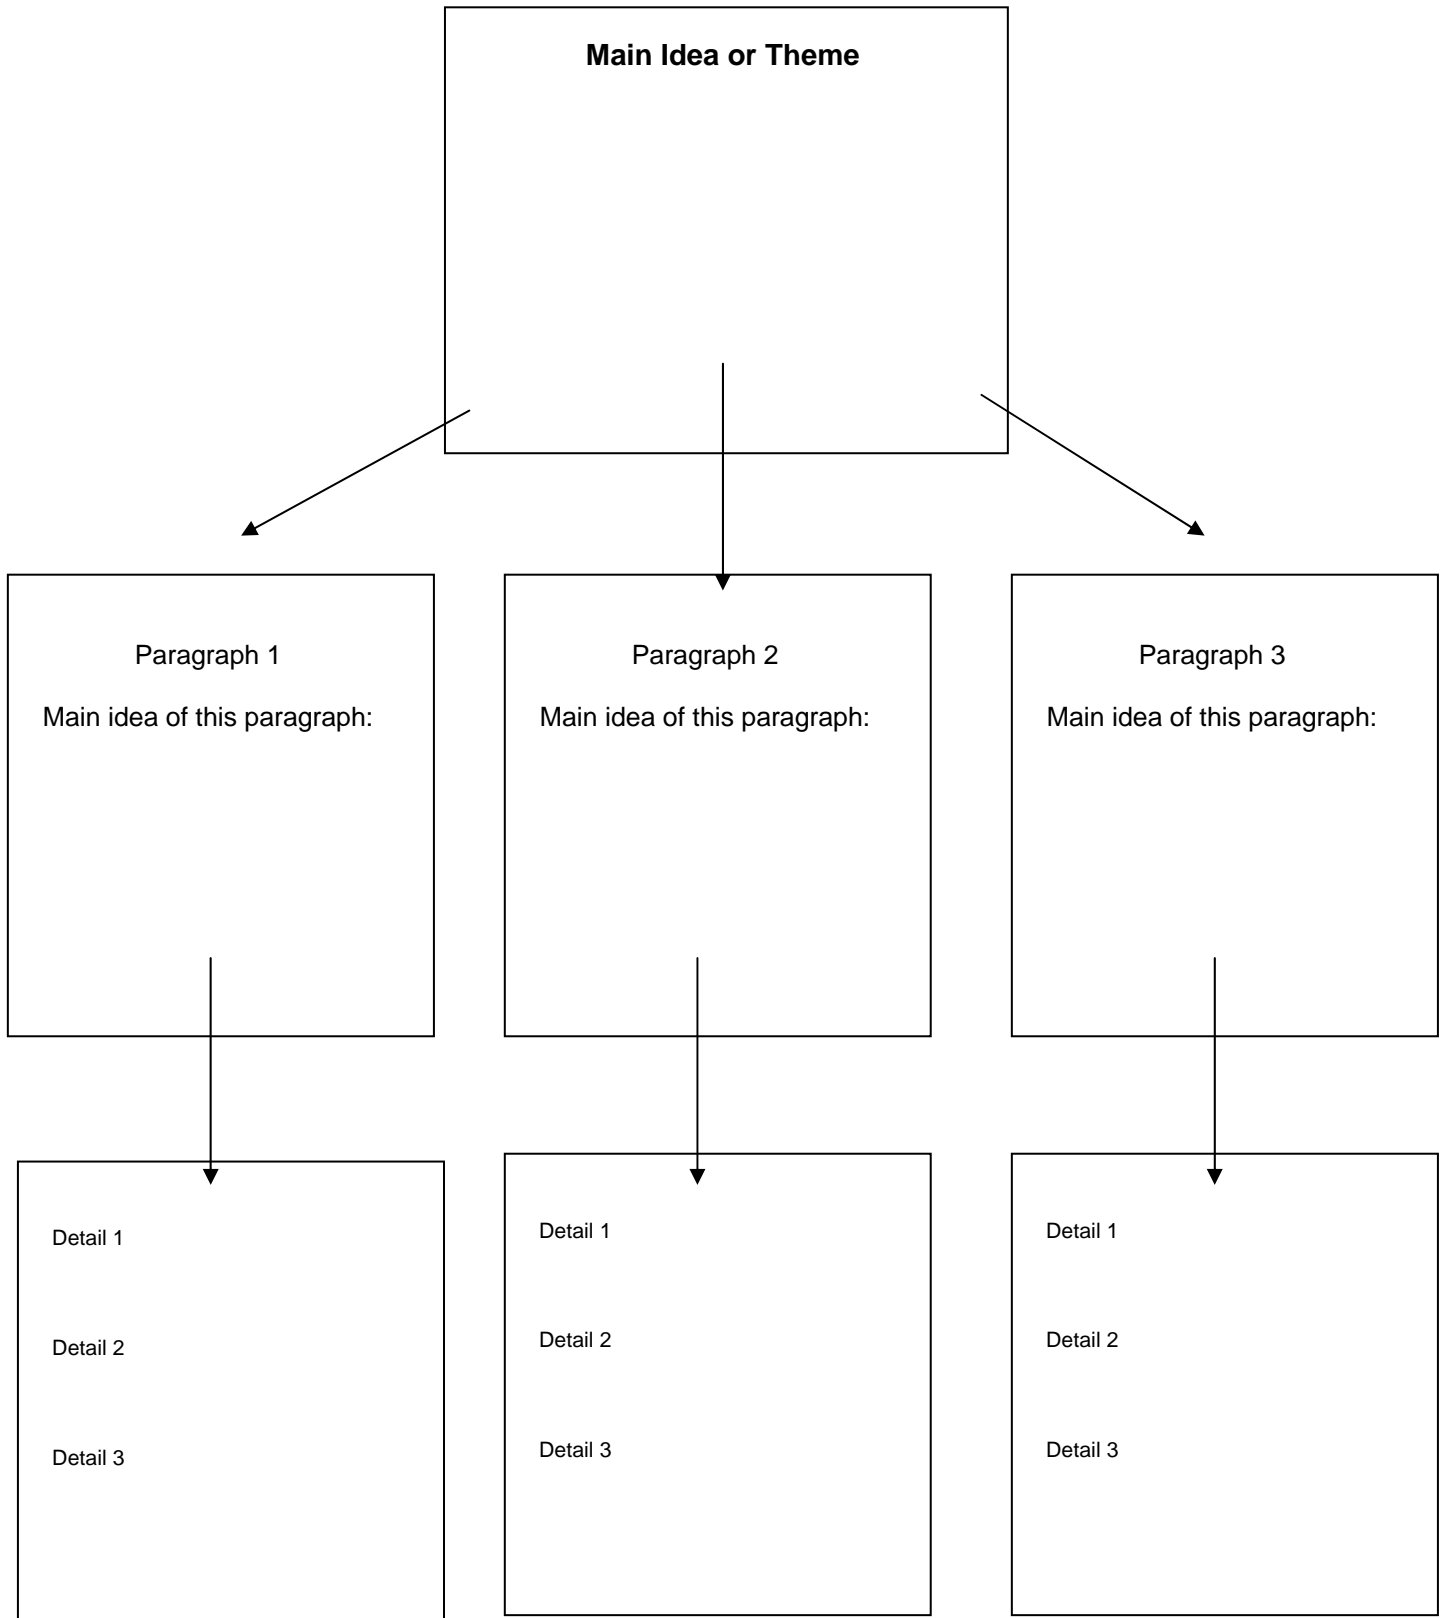 Main Idea or Theme
Paragraph 1
Main idea of this paragraph:
Paragraph 2
Main idea of this paragraph:
Paragraph 3
Main idea of this paragraph:
Detail 1
Detail 2
Detail 3
Detail 1
Detail 2
Detail 3
Detail 1
Detail 2
Detail 3